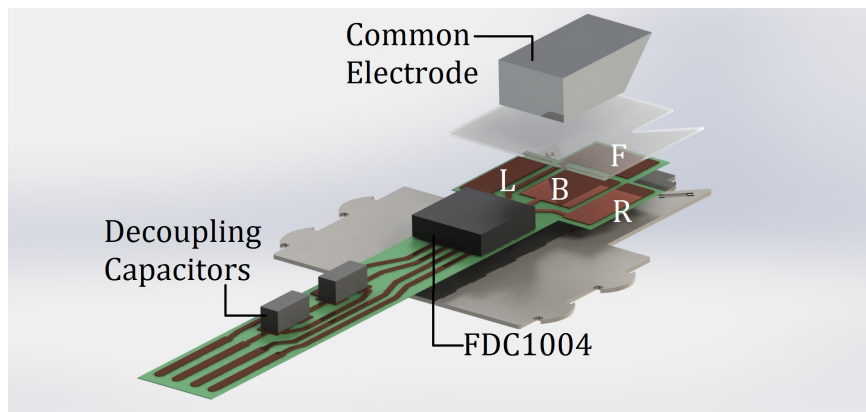 Common
Electrode
F
L
B
R
Decoupling
Capacitors
FDC1004